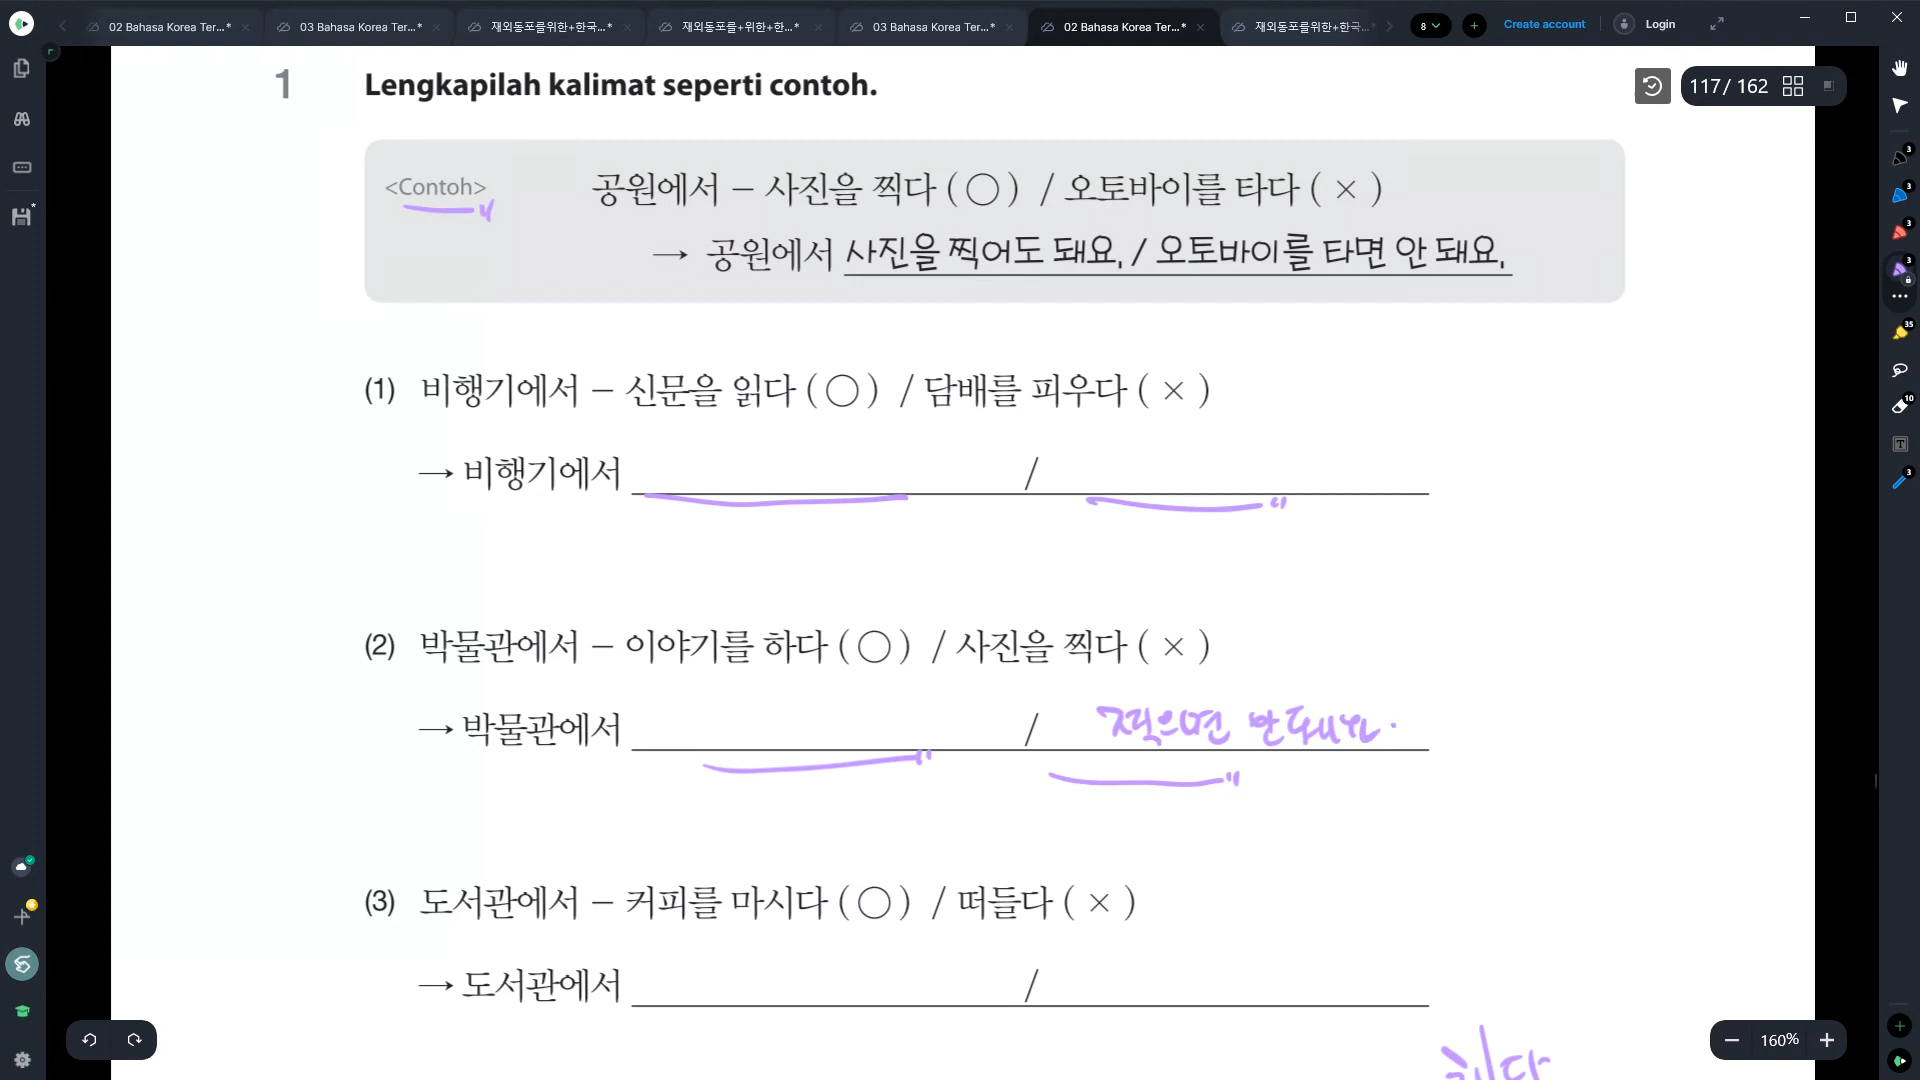 02 Bahasa Korea Ter...* 03 Bahasa Korea Ter...* 재외동포를위한+한국...* 재외동포를+위한+한...* 03 Bahasa Korea Ter...* 02 Bahasa Korea Ter...* 재외동포를위한+한국...* 8 Create account Login
1 Lengkapilah kalimat seperti contoh.
117 / 162
<Contoh> 공원에서 – 사진을 찍다 ( ◯ ) / 오토바이를 타다 ( × )
→ 공원에서 사진을 찍어도 돼요. / 오토바이를 타면 안 돼요.
(1) 비행기에서 – 신문을 읽다 ( ◯ ) / 담배를 피우다 ( × )
→ 비행기에서 /
(2) 박물관에서 – 이야기를 하다 ( ◯ ) / 사진을 찍다 ( × )
→ 박물관에서 / 찍으면 안돼요.
(3) 도서관에서 – 커피를 마시다 ( ◯ ) / 떠들다 ( × )
→ 도서관에서 /
160%
3
3
3
3
35
10
3